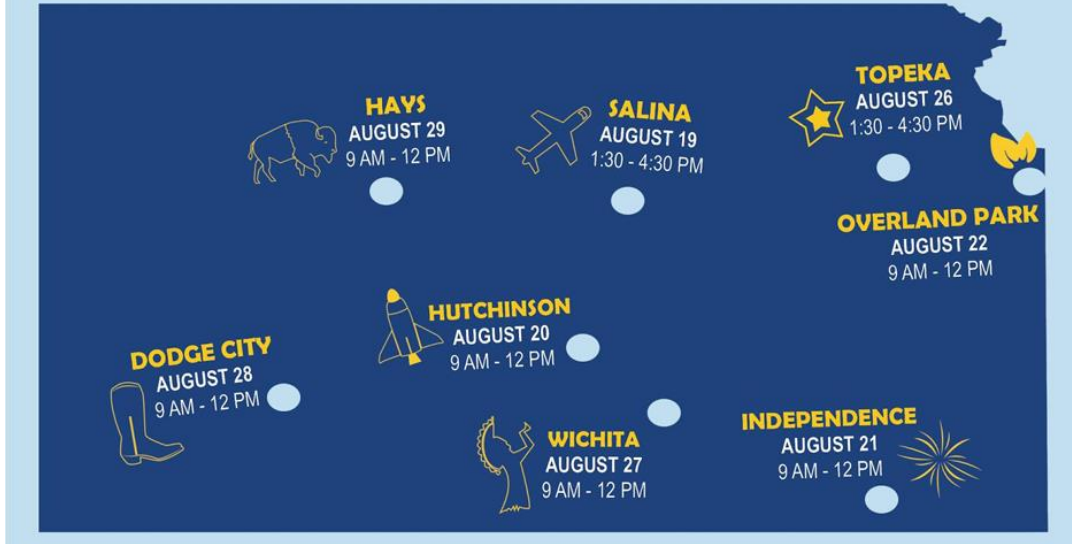 HAYS
AUGUST 29
9 AM - 12 PM
SALINA
AUGUST 19
1:30 - 4:30 PM
TOPEKA
AUGUST 26
1:30 - 4:30 PM
OVERLAND PARK
AUGUST 22
9 AM - 12 PM
HUTCHINSON
AUGUST 20
9 AM - 12 PM
DODGE CITY
AUGUST 28
9 AM - 12 PM
WICHITA
AUGUST 27
9 AM - 12 PM
INDEPENDENCE
AUGUST 21
9 AM - 12 PM